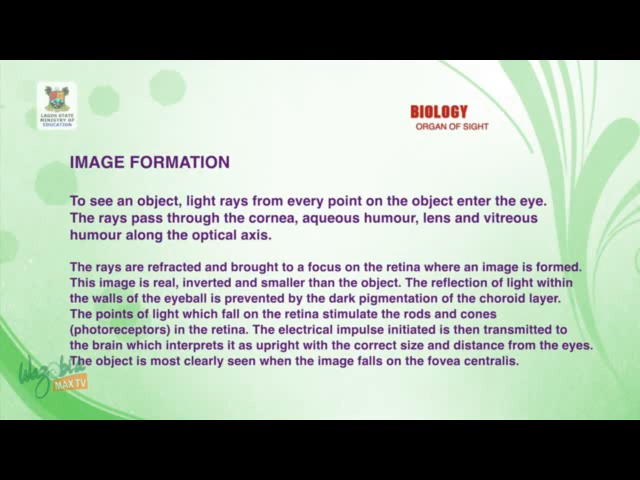 LAGOS STATE
MINISTRY OF
EDUCATION
BIOLOGY
ORGAN OF SIGHT
IMAGE FORMATION
To see an object, light rays from every point on the object enter the eye.
The rays pass through the cornea, aqueous humour, lens and vitreous
humour along the optical axis.
The rays are refracted and brought to a focus on the retina where an image is formed.
This image is real, inverted and smaller than the object. The reflection of light within
the walls of the eyeball is prevented by the dark pigmentation of the choroid layer.
The points of light which fall on the retina stimulate the rods and cones
(photoreceptors) in the retina. The electrical impulse initiated is then transmitted to
the brain which interprets it as upright with the correct size and distance from the eyes.
The object is most clearly seen when the image falls on the fovea centralis.
Wazobia
MAX TV